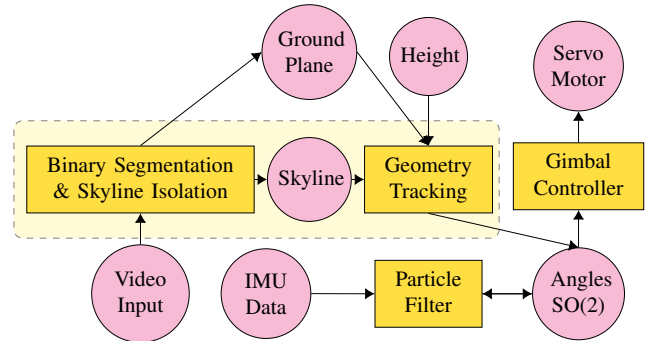 Ground
Plane
Height
Servo
Motor
Binary Segmentation
& Skyline Isolation
Skyline
Geometry
Tracking
Gimbal
Controller
Video
Input
IMU
Data
Particle
Filter
Angles
SO(2)